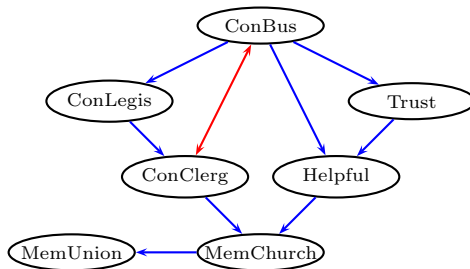 ConBus
ConLegis
Trust
ConClerg
Helpful
MemUnion
MemChurch